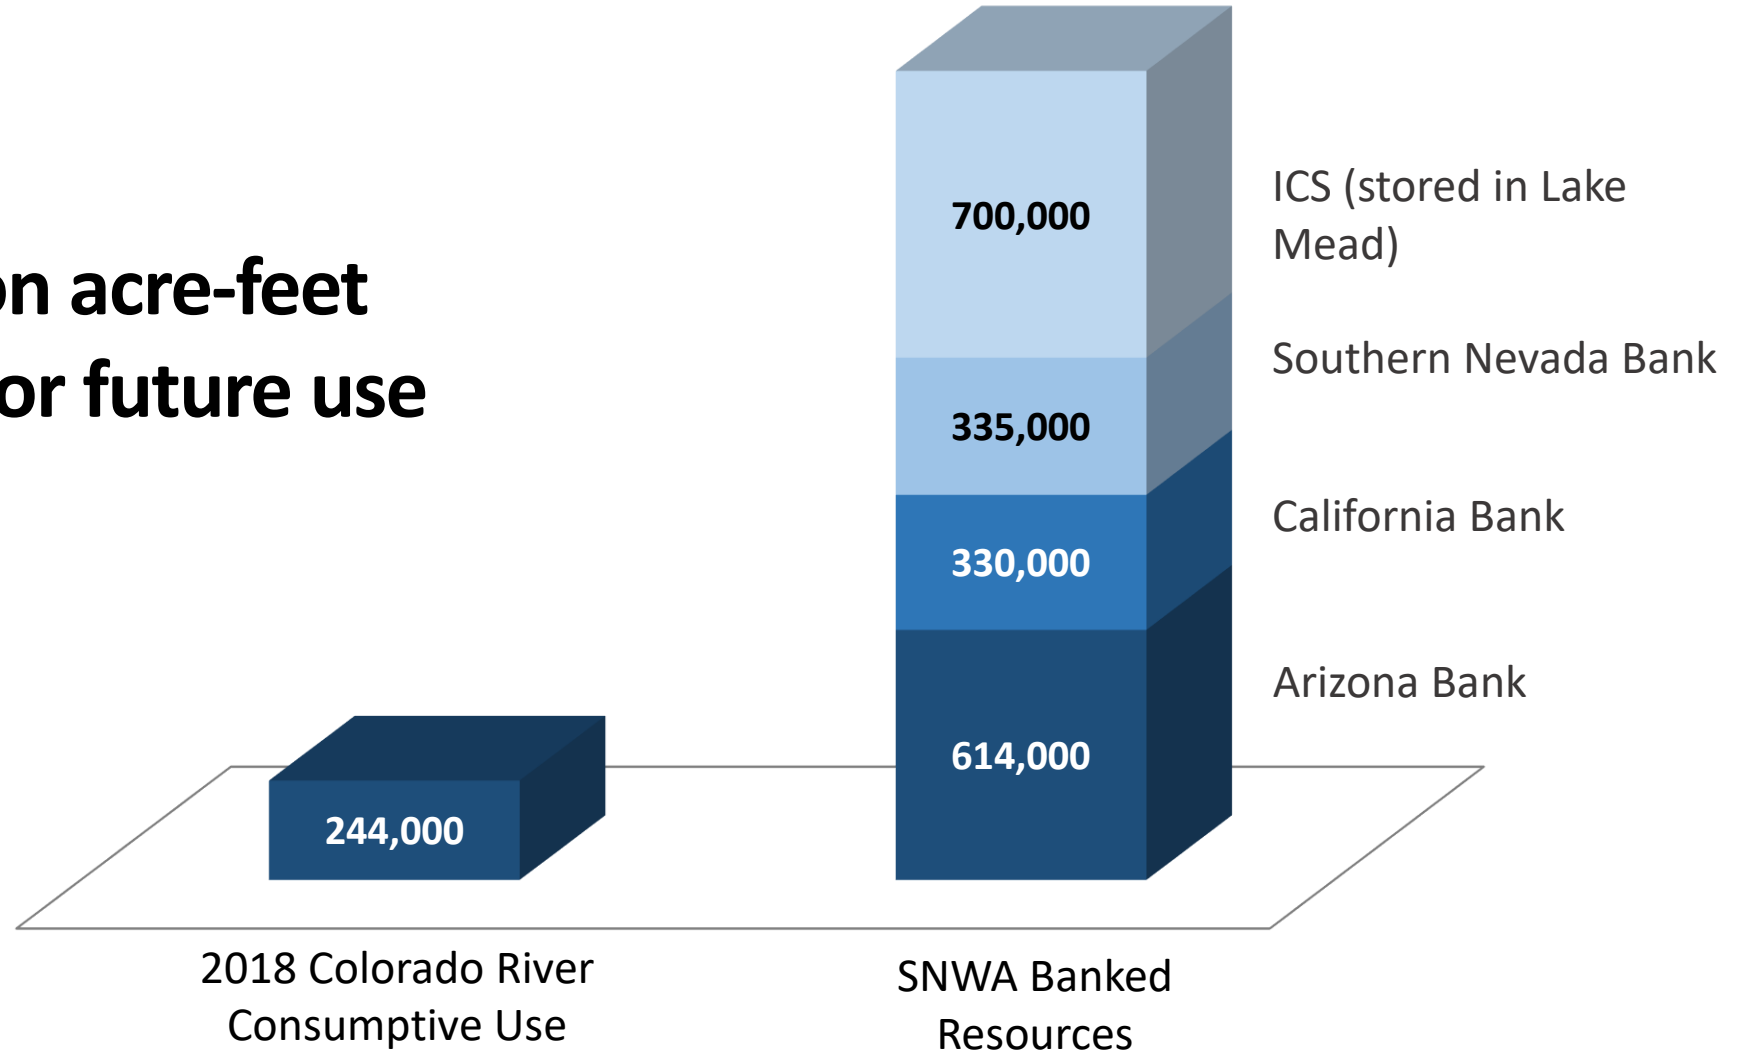 on acre-feet
or future use
700,000
ICS (stored in Lake
Mead)
335,000
Southern Nevada Bank
330,000
California Bank
614,000
Arizona Bank
244,000
2018 Colorado River
Consumptive Use
SNWA Banked
Resources